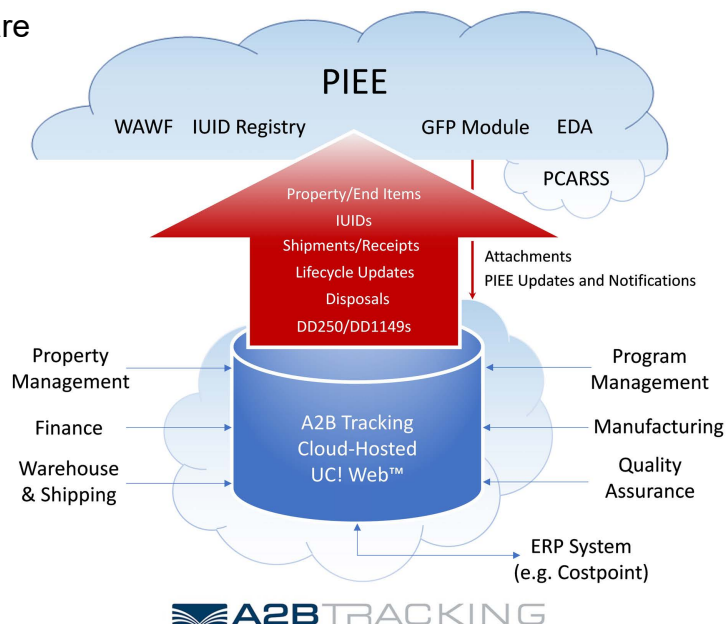 PIEE
WAWF IUID Registry GFP Module EDA
PCARSS
Property/End Items
IUIDs
Shipments/Receipts
Lifecycle Updates
Disposals
DD250/DD1149s
Attachments
PIEE Updates and Notifications
Property
Management
Finance
Warehouse
& Shipping
A2B Tracking
Cloud-Hosted
UC! Web™
Program
Management
Manufacturing
Quality
Assurance
ERP System
(e.g. Costpoint)
A2BTRACKING